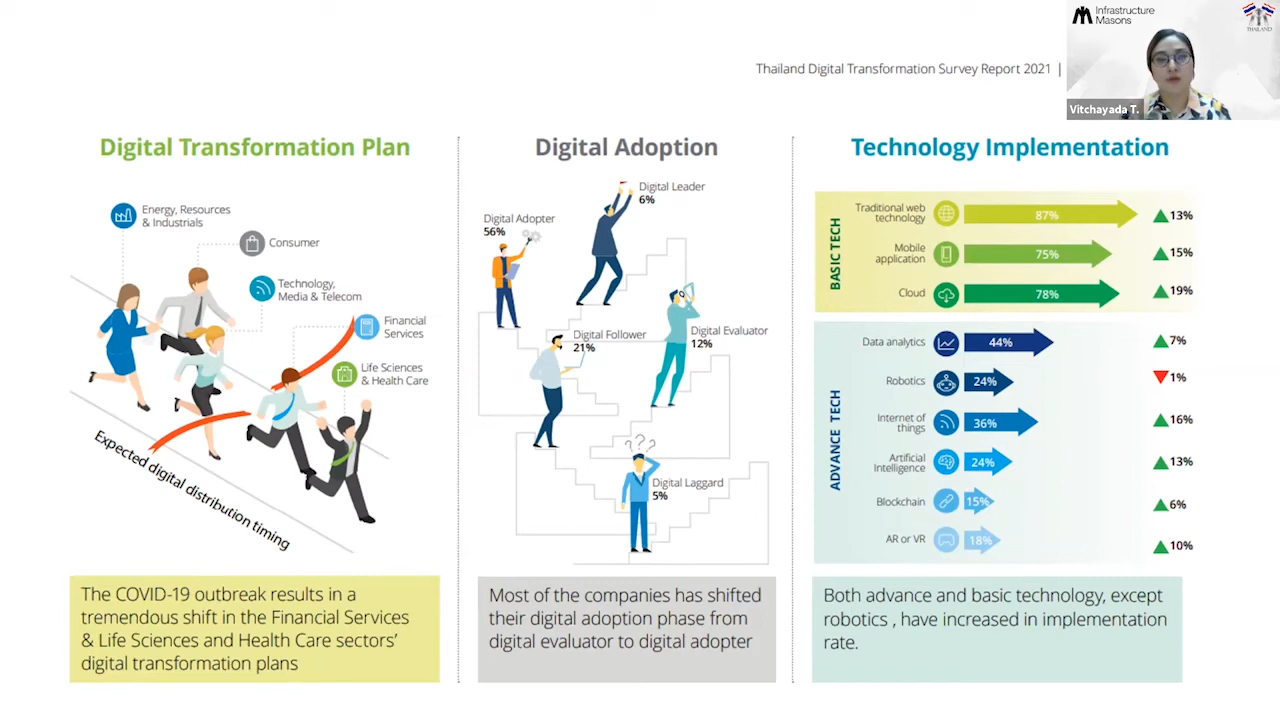 Infrastructure
Masons
THAILAND
Vitchayada T.
Thailand Digital Transformation Survey Report 2021 |
Digital Transformation Plan
Energy, Resources
& Industrials
Consumer
Technology,
Media & Telecom
Financial
Services
Life Sciences
& Health Care
Expected digital distribution timing
The COVID-19 outbreak results in a
tremendous shift in the Financial Services
& Life Sciences and Health Care sectors'
digital transformation plans
Digital Adoption
Digital Leader
6%
Digital Adopter
56%
Digital Follower
21%
Digital Evaluator
12%
???
Digital Laggard
5%
Most of the companies has shifted
their digital adoption phase from
digital evaluator to digital adopter
Technology Implementation
BASIC TECH
Traditional web
technology
87%
13%
Mobile
application
75%
15%
Cloud
78%
19%
ADVANCE TECH
Data analytics
44%
7%
Robotics
24%
1%
Internet of
things
36%
16%
Artificial
Intelligence
24%
13%
Blockchain
15%
6%
AR or VR
18%
10%
Both advance and basic technology, except
robotics , have increased in implementation
rate.